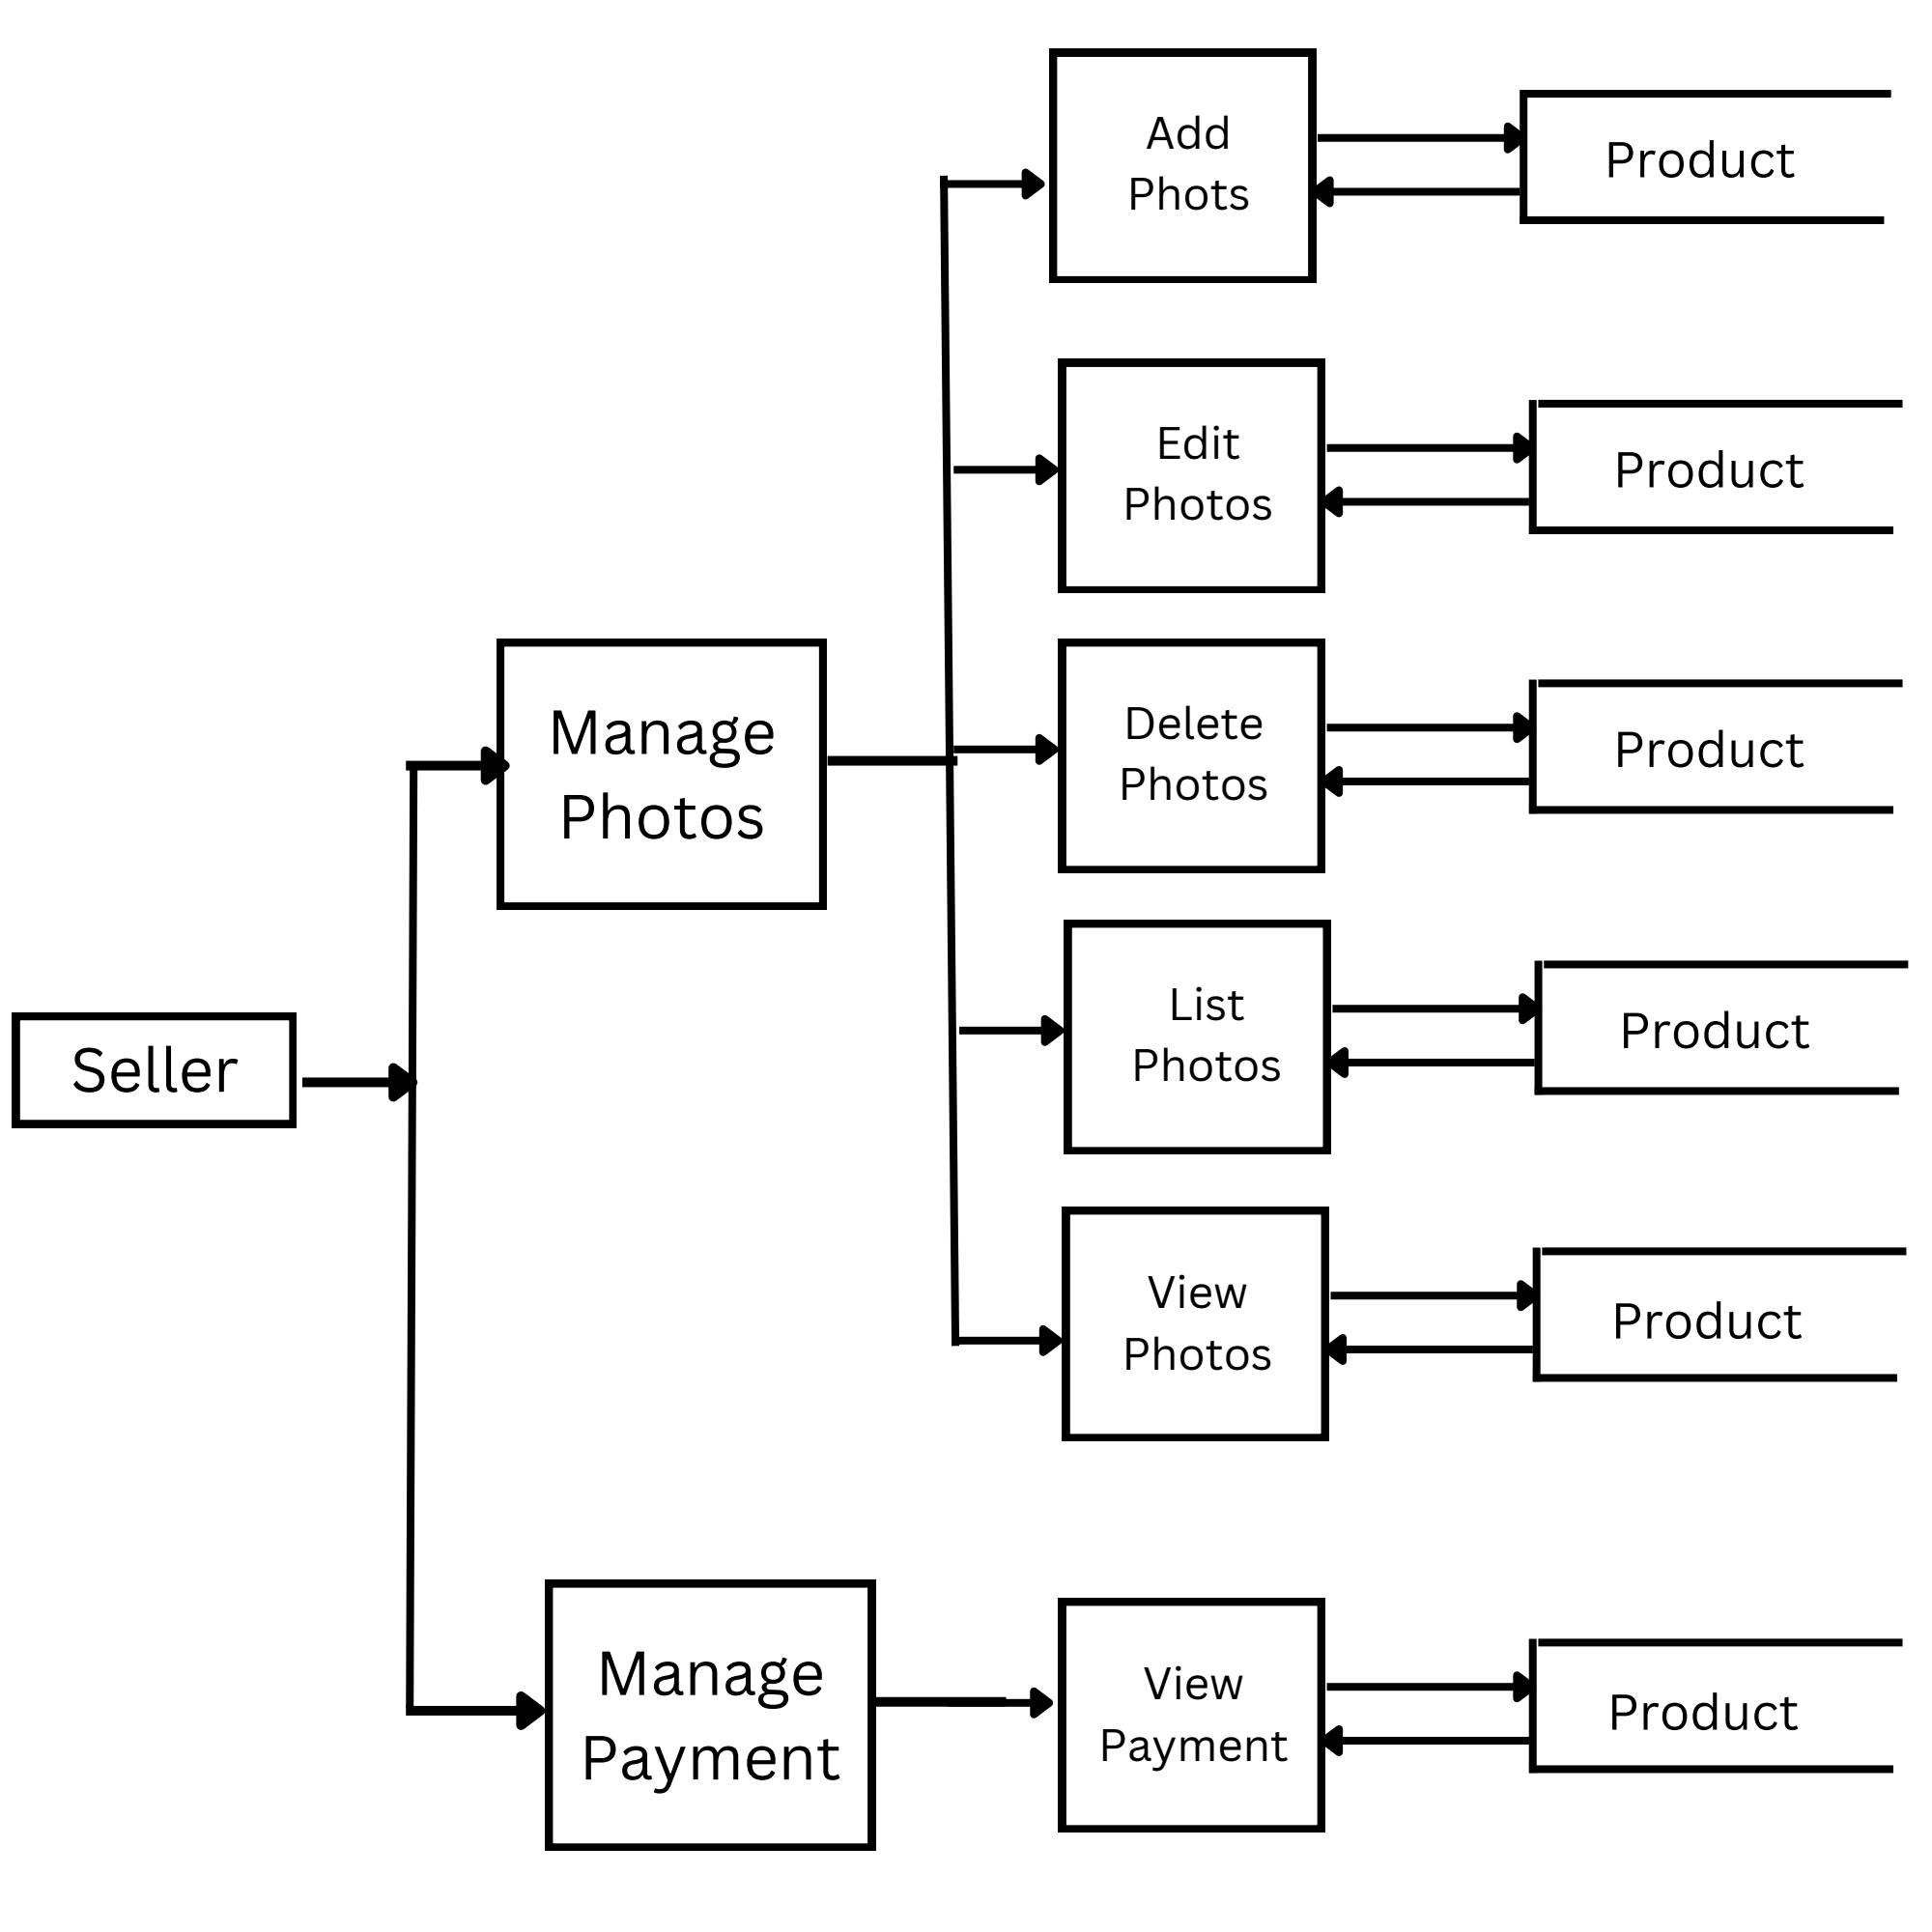 Add
Phots
Product
Edit
Photos
Product
Manage
Photos
Delete
Photos
Product
Seller
List
Photos
Product
View
Photos
Product
Manage
Payment
View
Payment
Product